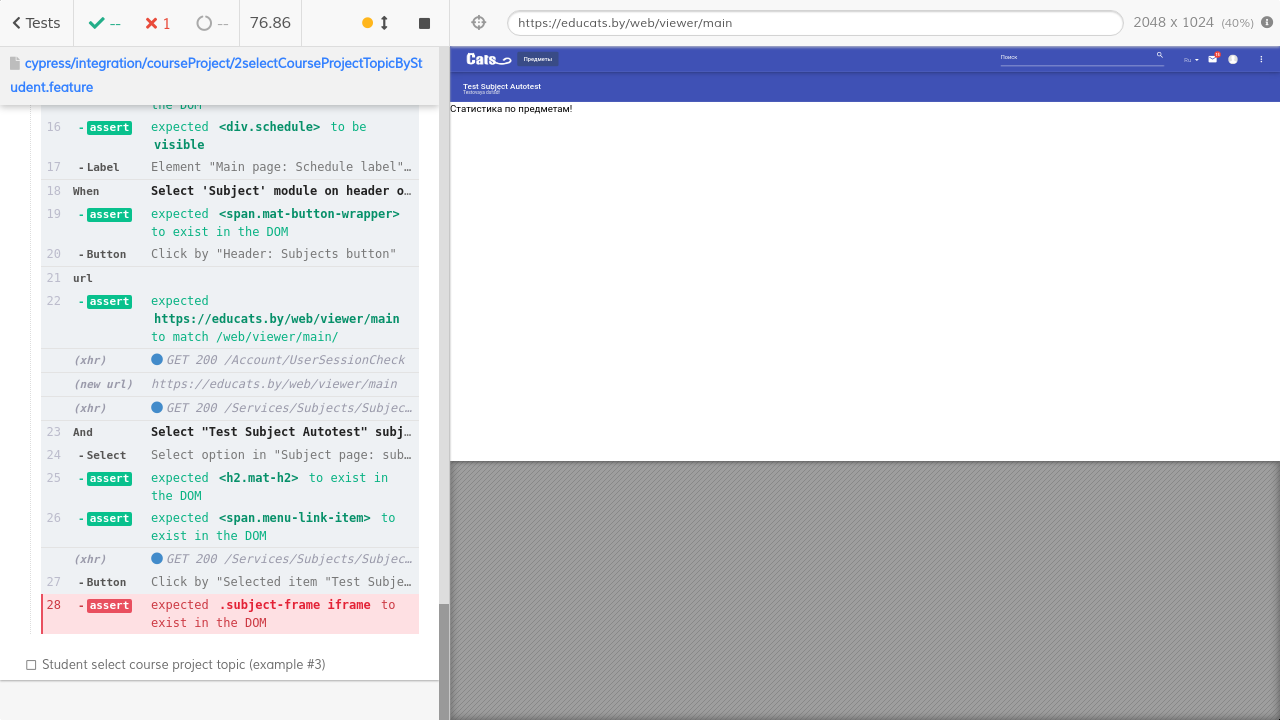 Tests
--
1
--
76.86
https://educats.by/web/viewer/main
2048 x 1024 (40%)
cypress/integration/courseProject/2selectCourseProjectTopicBySt
udent.feature
the DOM
16 - assert expected <div.schedule> to be
visible
17 - Label Element "Main page: Schedule label"…
18 When Select 'Subject' module on header o…
19 - assert expected <span.mat-button-wrapper>
to exist in the DOM
20 - Button Click by "Header: Subjects button"
21 url
22 - assert expected
https://educats.by/web/viewer/main
to match /web/viewer/main/
(xhr) GET 200 /Account/UserSessionCheck
(new url) https://educats.by/web/viewer/main
(xhr) GET 200 /Services/Subjects/Subjec…
23 And Select "Test Subject Autotest" subj…
24 - Select Select option in "Subject page: sub…
25 - assert expected <h2.mat-h2> to exist in
the DOM
26 - assert expected <span.menu-link-item> to
exist in the DOM
(xhr) GET 200 /Services/Subjects/Subjec…
27 - Button Click by "Selected item "Test Subje…
28 - assert expected .subject-frame iframe to
exist in the DOM
Student select course project topic (example #3)
Cats
Предметы
Поиск
Ru
Test Subject Autotest
Статистика по предметам!